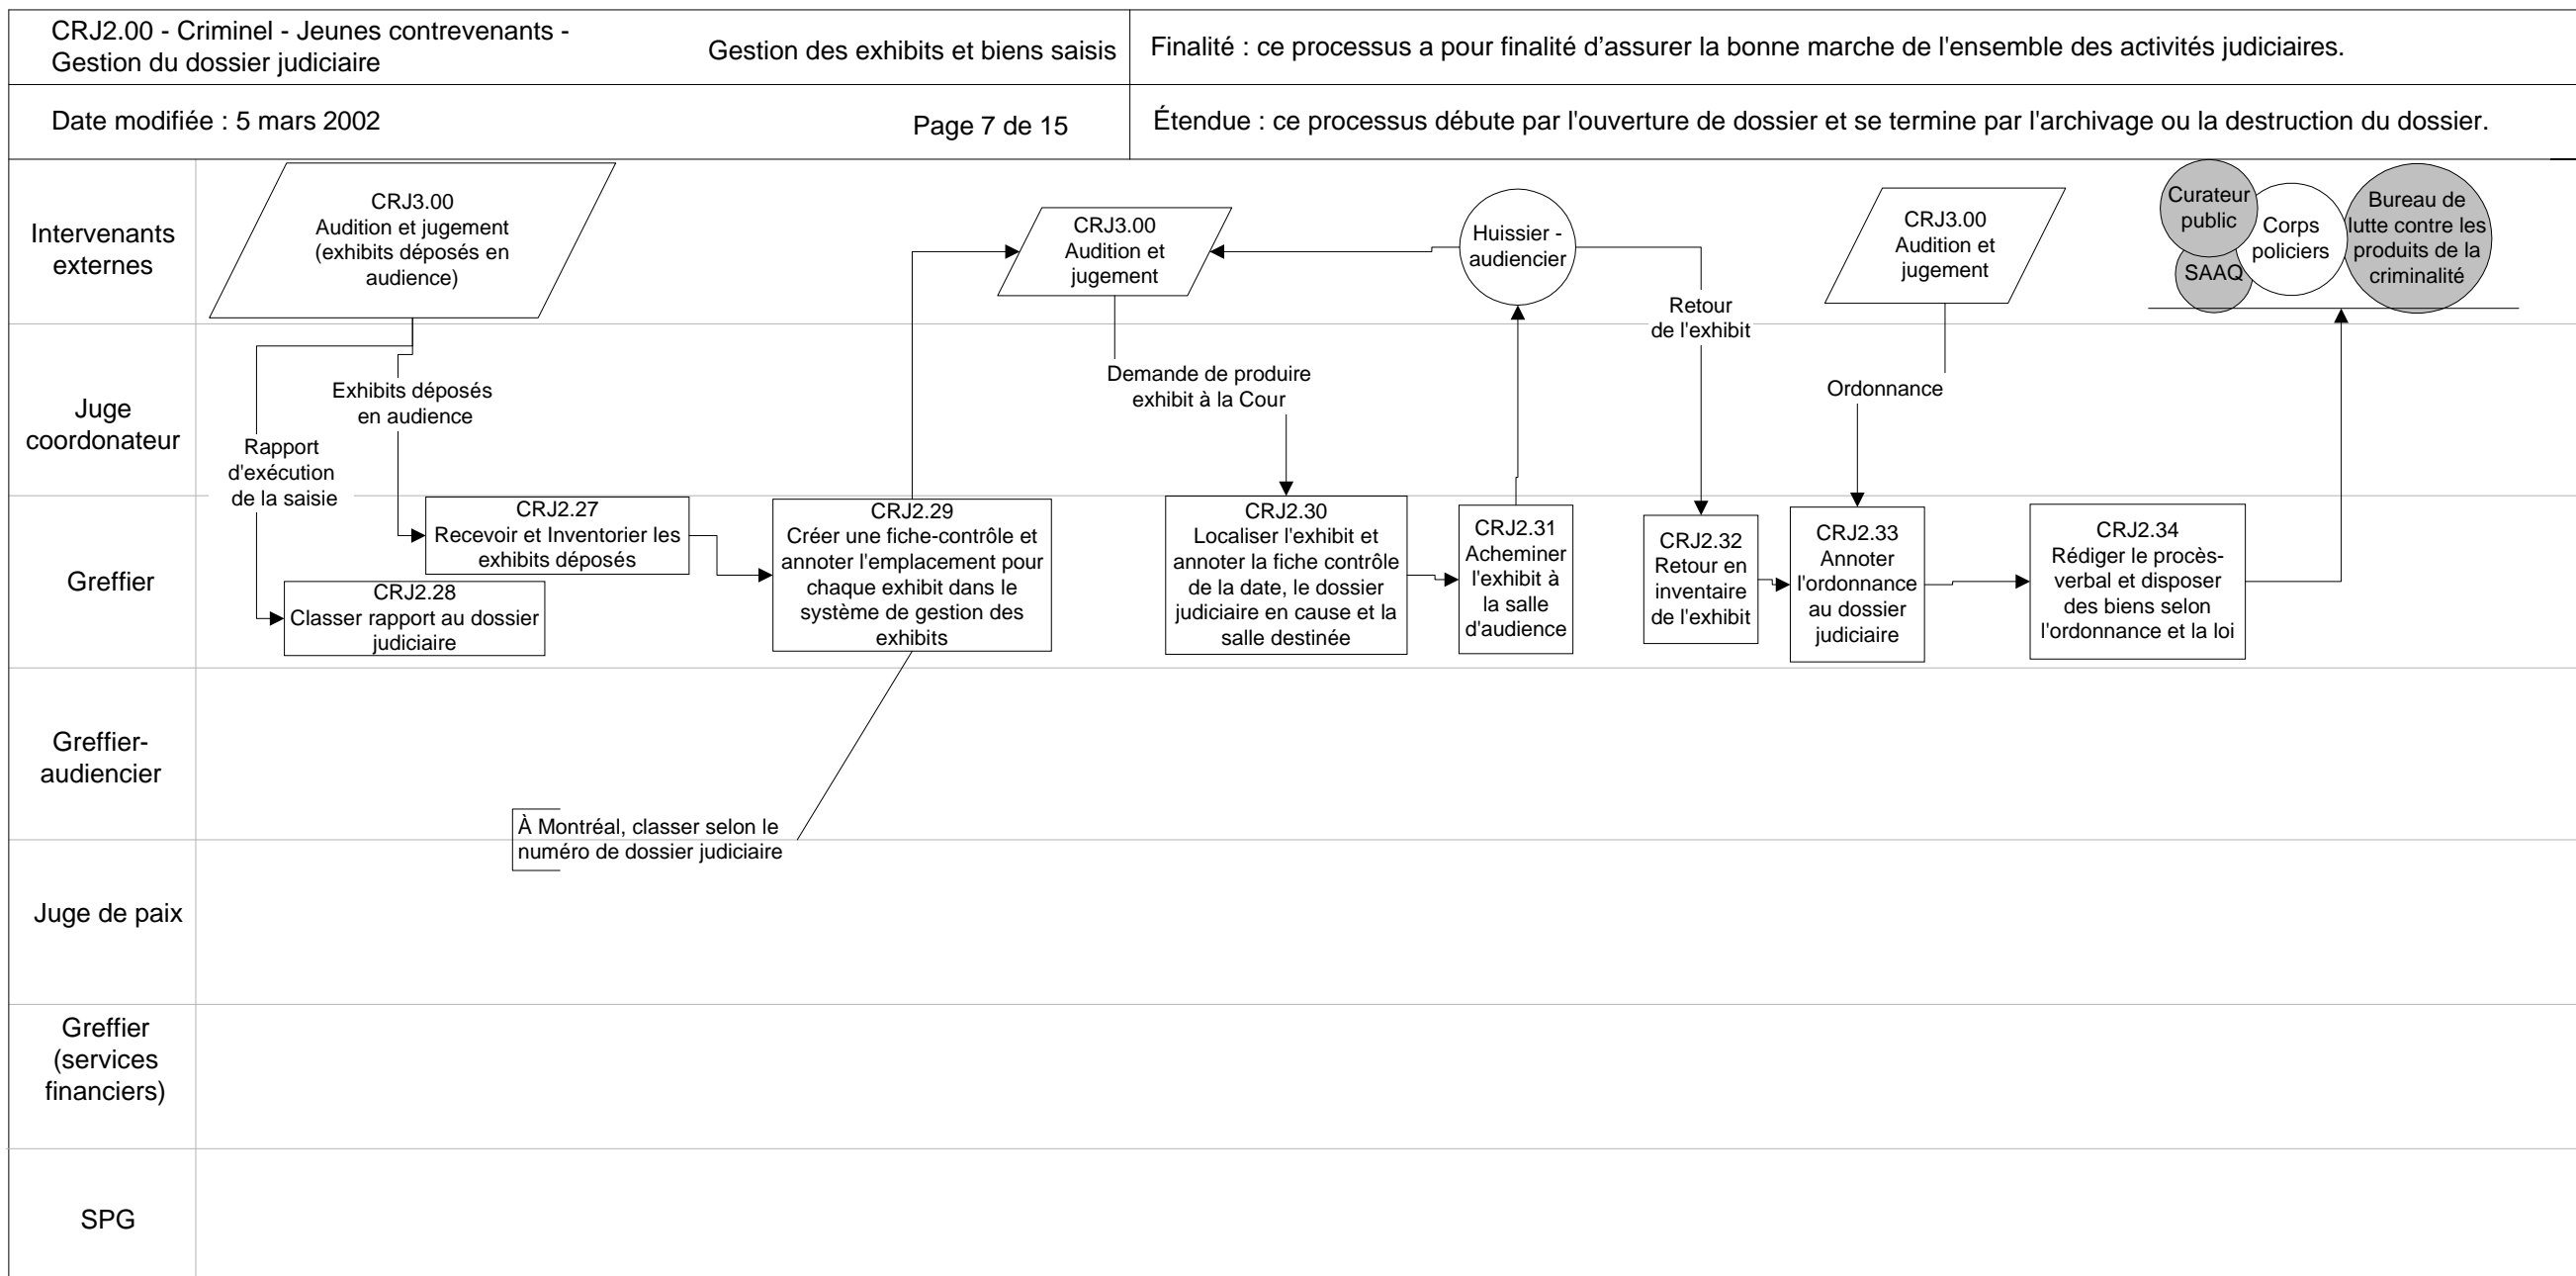 CRJ2.00 - Criminel - Jeunes contrevenants -
Gestion du dossier judiciaire
Gestion des exhibits et biens saisis
Finalité : ce processus a pour finalité d’assurer la bonne marche de l'ensemble des activités judiciaires.
Date modifiée : 5 mars 2002
Page 7 de 15
Étendue : ce processus débute par l'ouverture de dossier et se termine par l'archivage ou la destruction du dossier.
Intervenants
externes
CRJ3.00
Audition et jugement
(exhibits déposés en
audience)
CRJ3.00
Audition et
jugement
Huissier -
audiencier
Retour
de l'exhibit
CRJ3.00
Audition et
jugement
Curateur
public
SAAQ
Corps
policiers
Bureau de
lutte contre les
produits de la
criminalité
Juge
coordonateur
Exhibits déposés
en audience
Rapport
d'exécution
de la saisie
Demande de produire
exhibit à la Cour
Ordonnance
Greffier
CRJ2.27
Recevoir et Inventorier les
exhibits déposés
CRJ2.28
Classer rapport au dossier
judiciaire
CRJ2.29
Créer une fiche-contrôle et
annoter l'emplacement pour
chaque exhibit dans le
système de gestion des
exhibits
CRJ2.30
Localiser l'exhibit et
annoter la fiche contrôle
de la date, le dossier
judiciaire en cause et la
salle destinée
CRJ2.31
Acheminer
l'exhibit à
la salle
d'audience
CRJ2.32
Retour en
inventaire
de l'exhibit
CRJ2.33
Annoter
l'ordonnance
au dossier
judiciaire
CRJ2.34
Rédiger le procès-
verbal et disposer
des biens selon
l'ordonnance et la loi
Greffier-
audiencier
À Montréal, classer selon le
numéro de dossier judiciaire
Juge de paix
Greffier
(services
financiers)
SPG